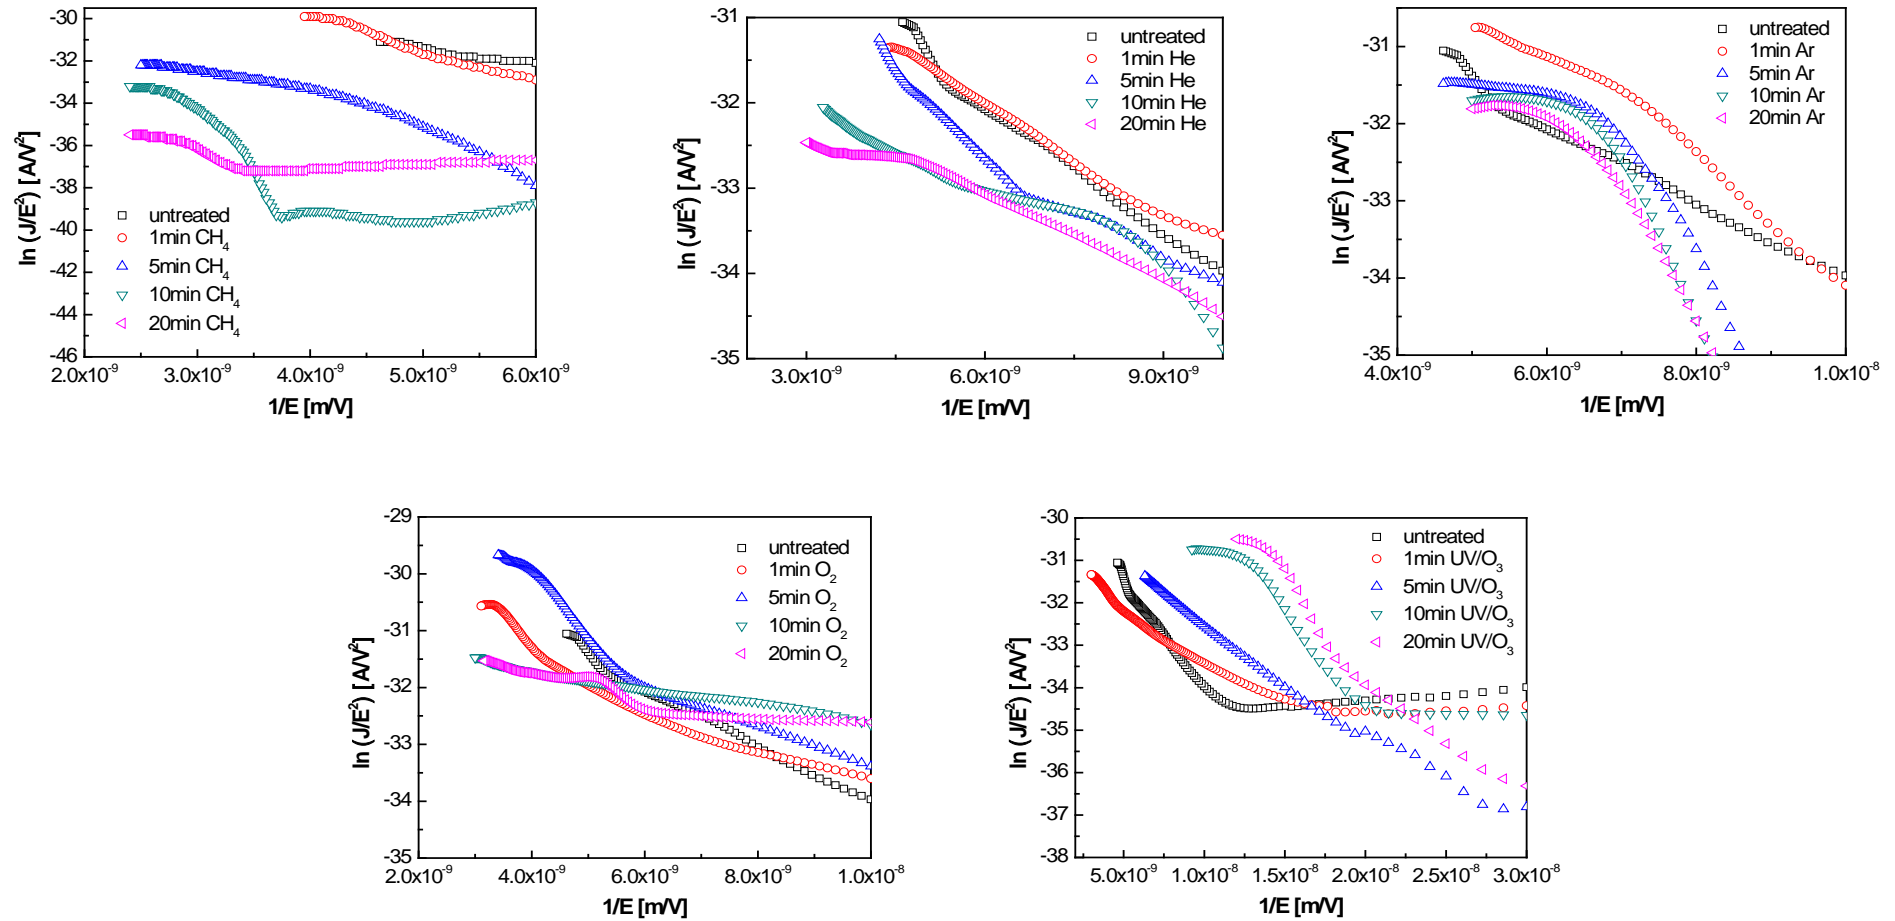 ln (J/E²) [A/V²]
-30
-32
-34
-36
-38
-40
-42
-44
-46
untreated
1min CH₄
5min CH₄
10min CH₄
20min CH₄
2.0x10⁻⁹ 3.0x10⁻⁹ 4.0x10⁻⁹ 5.0x10⁻⁹ 6.0x10⁻⁹
1/E [m/V]
ln (J/E²) [A/V²]
-31
-32
-33
-34
-35
untreated
1min He
5min He
10min He
20min He
3.0x10⁻⁹ 6.0x10⁻⁹ 9.0x10⁻⁹
1/E [m/V]
ln (J/E²) [A/V²]
-31
-32
-33
-34
-35
untreated
1min Ar
5min Ar
10min Ar
20min Ar
4.0x10⁻⁹ 6.0x10⁻⁹ 8.0x10⁻⁹ 1.0x10⁻⁸
1/E [m/V]
ln (J/E²) [A/V²]
-29
-30
-31
-32
-33
-34
-35
untreated
1min O₂
5min O₂
10min O₂
20min O₂
2.0x10⁻⁹ 4.0x10⁻⁹ 6.0x10⁻⁹ 8.0x10⁻⁹ 1.0x10⁻⁸
1/E [m/V]
ln (J/E²) [A/V²]
-30
-31
-32
-33
-34
-35
-36
-37
-38
untreated
1min UV/O₃
5min UV/O₃
10min UV/O₃
20min UV/O₃
5.0x10⁻⁹ 1.0x10⁻⁸ 1.5x10⁻⁸ 2.0x10⁻⁸ 2.5x10⁻⁸ 3.0x10⁻⁸
1/E [m/V]